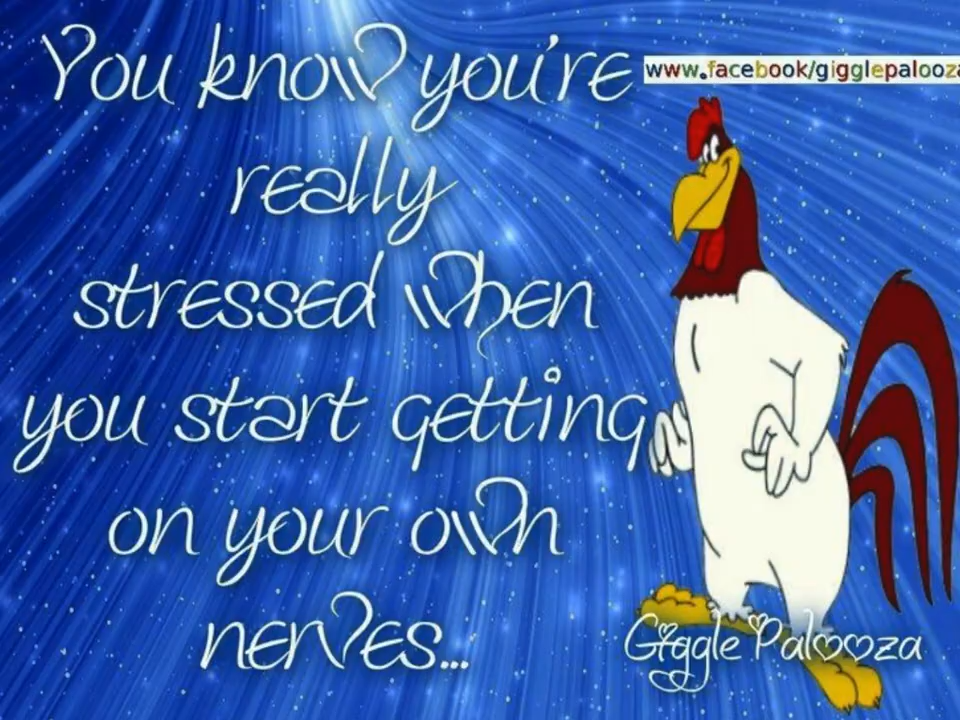 You know you're
www.facebook/gigglepalooza
really
stressed when
you start getting
on your own
nerves...
Giggle Palooza